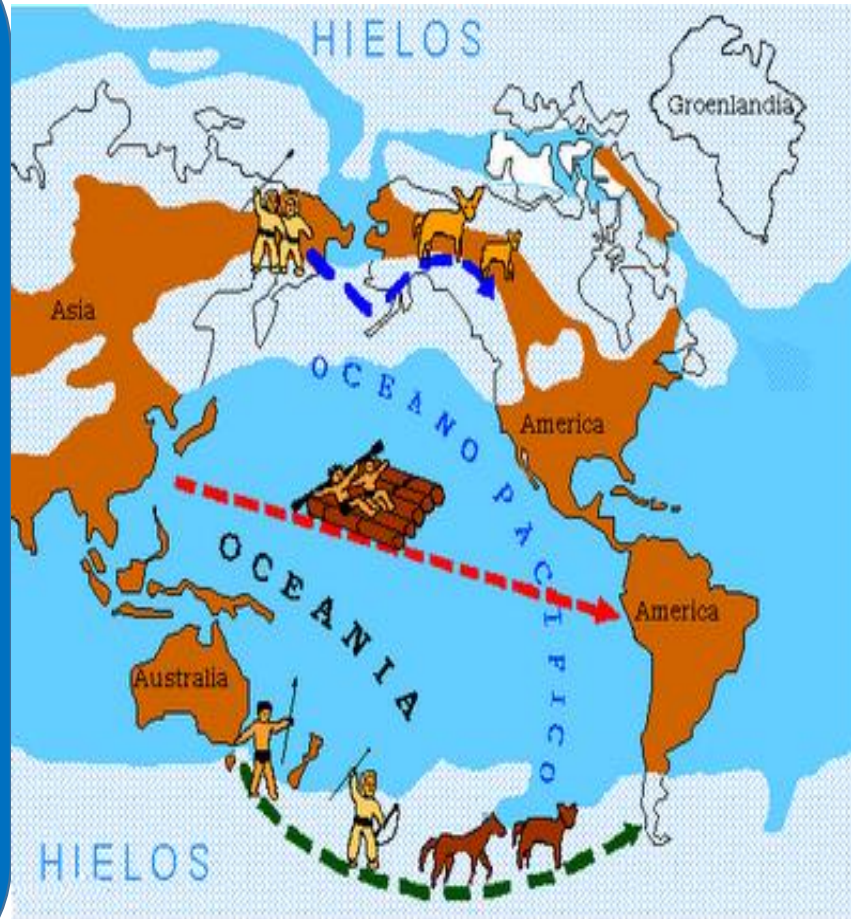 HIELOS
Groenlandia
Asia
OCEANO PACIFICO
America
OCEANIA
America
Australia
HIELOS